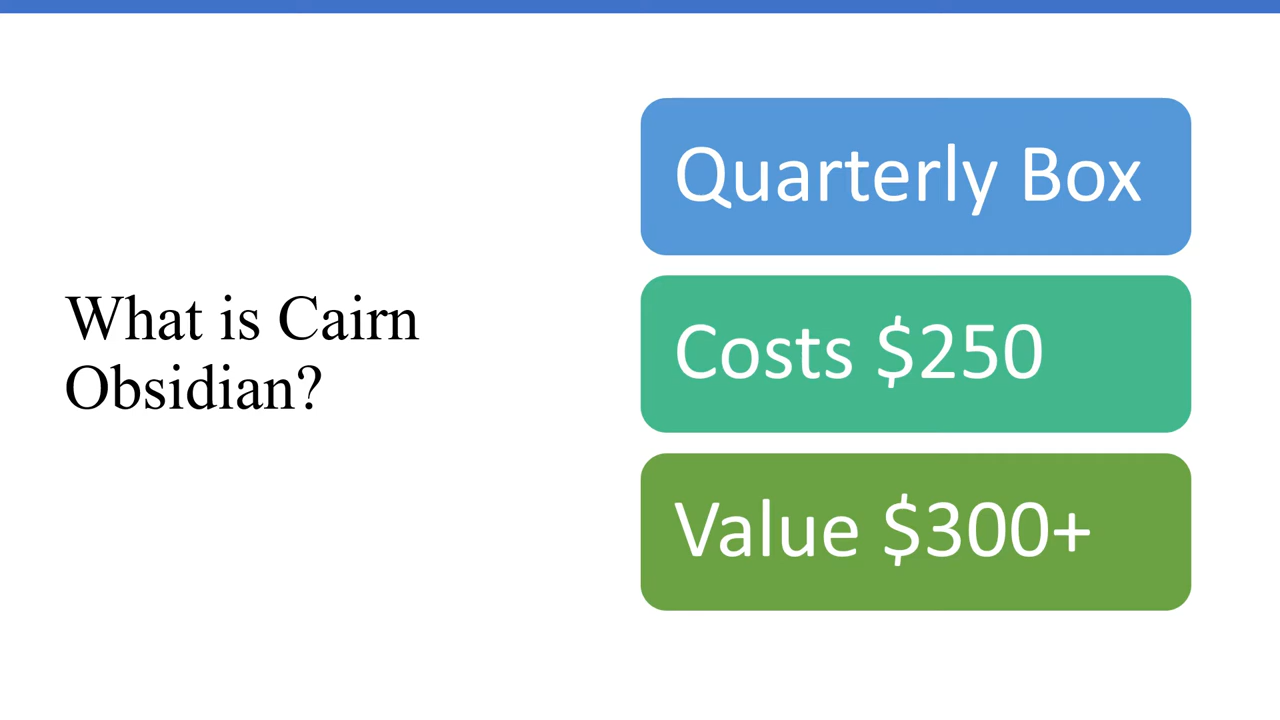 What is Cairn
Obsidian?
Quarterly Box
Costs $250
Value $300+